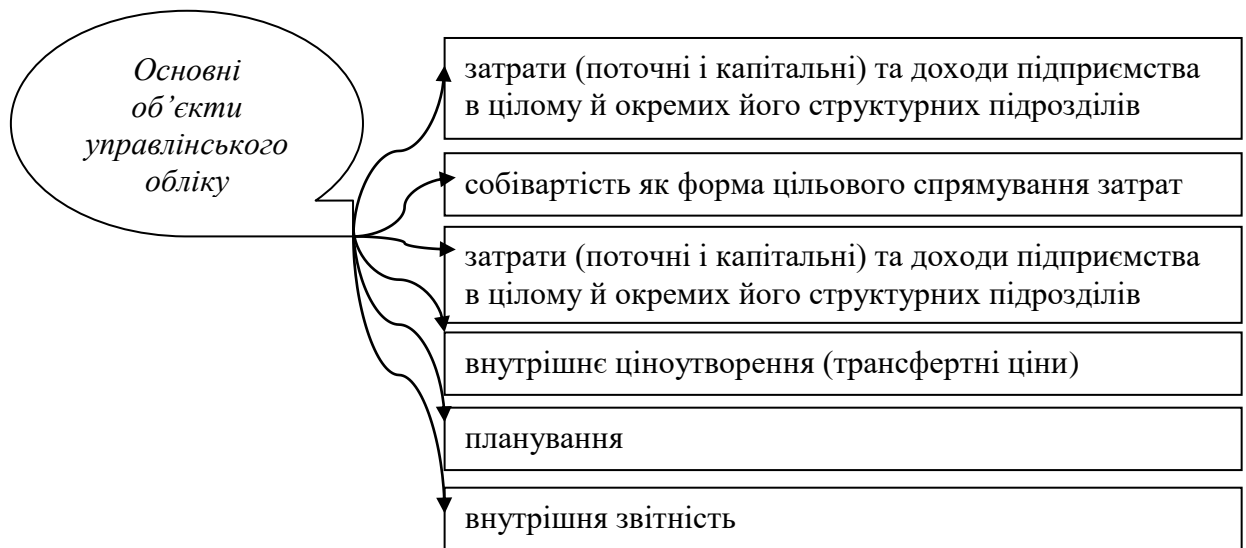 Основні
об’єкти
управлінського
обліку
затрати (поточні і капітальні) та доходи підприємства
в цілому й окремих його структурних підрозділів
собівартість як форма цільового спрямування затрат
затрати (поточні і капітальні) та доходи підприємства
в цілому й окремих його структурних підрозділів
внутрішнє ціноутворення (трансфертні ціни)
планування
внутрішня звітність